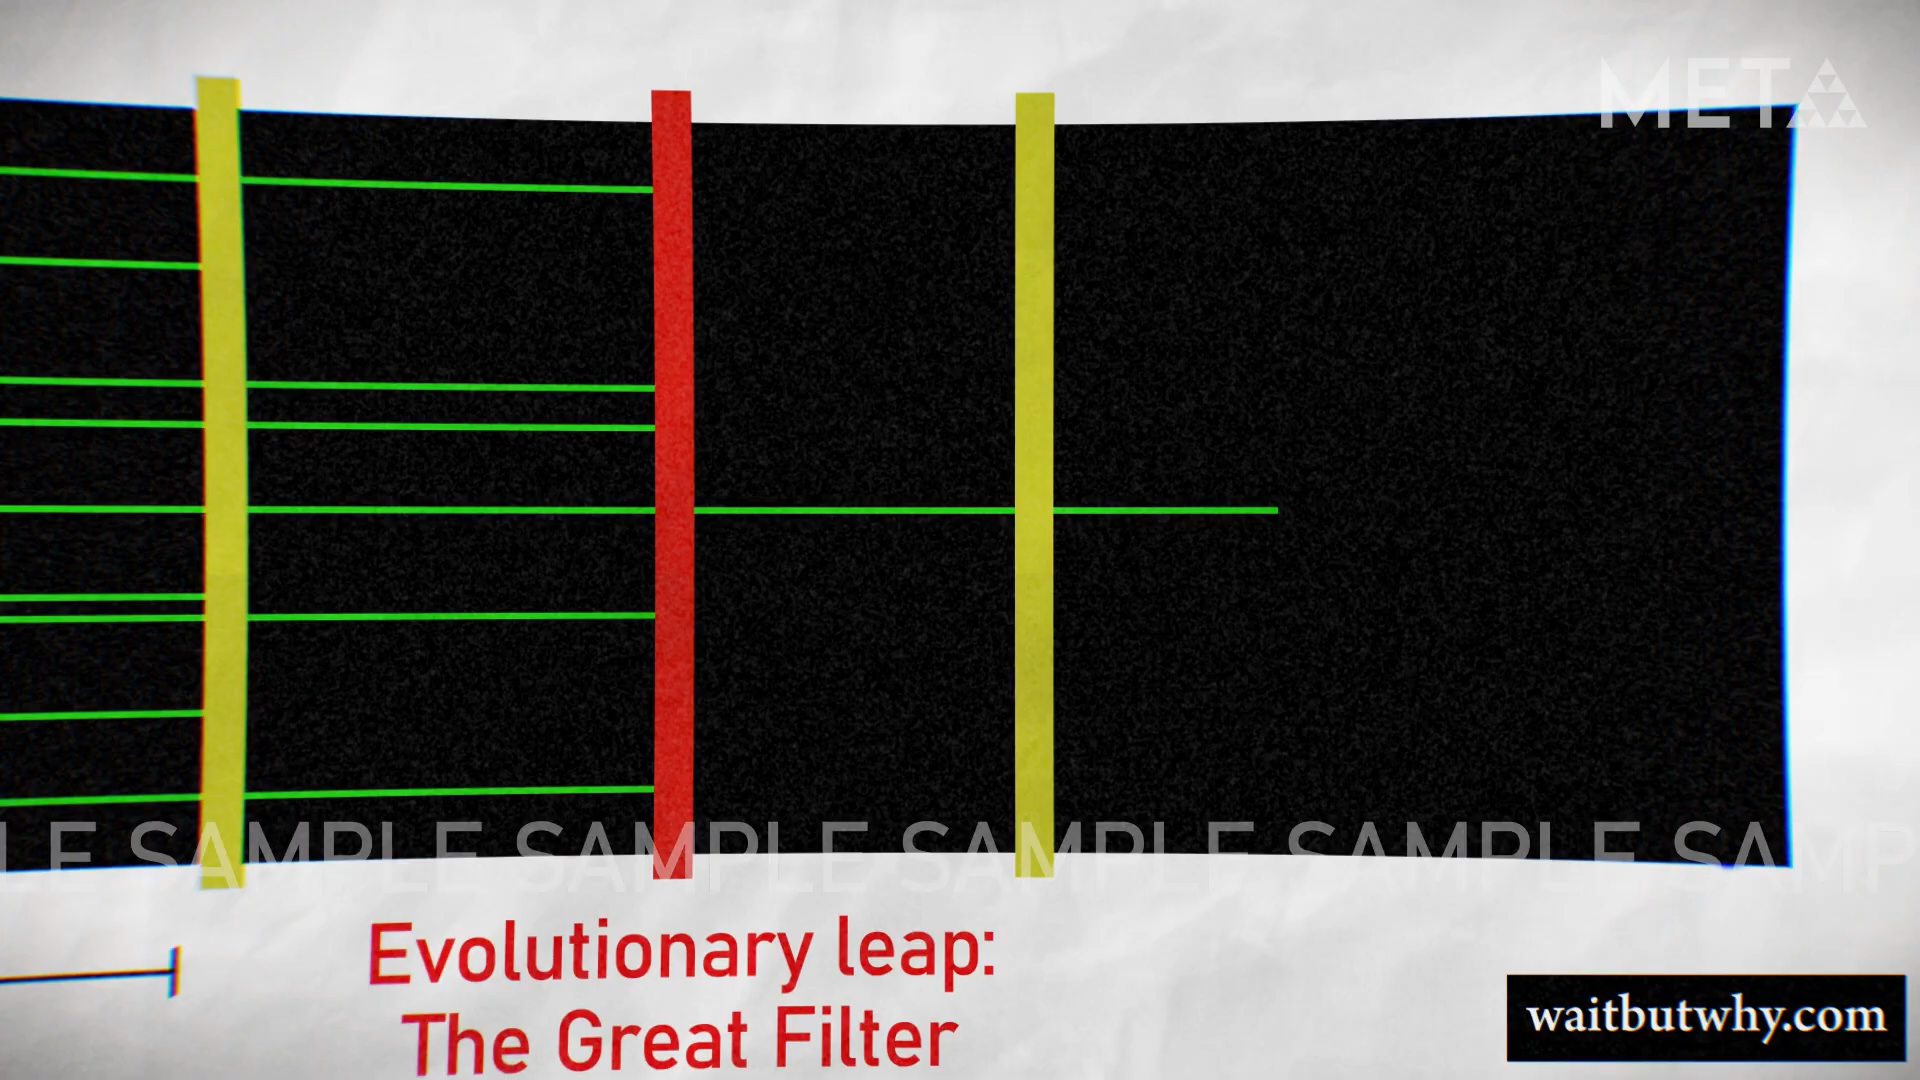 META
LE SAMPLE SAMPLE SAMPLE SAMPLE SAMP
Evolutionary leap:
The Great Filter
waitbutwhy.com